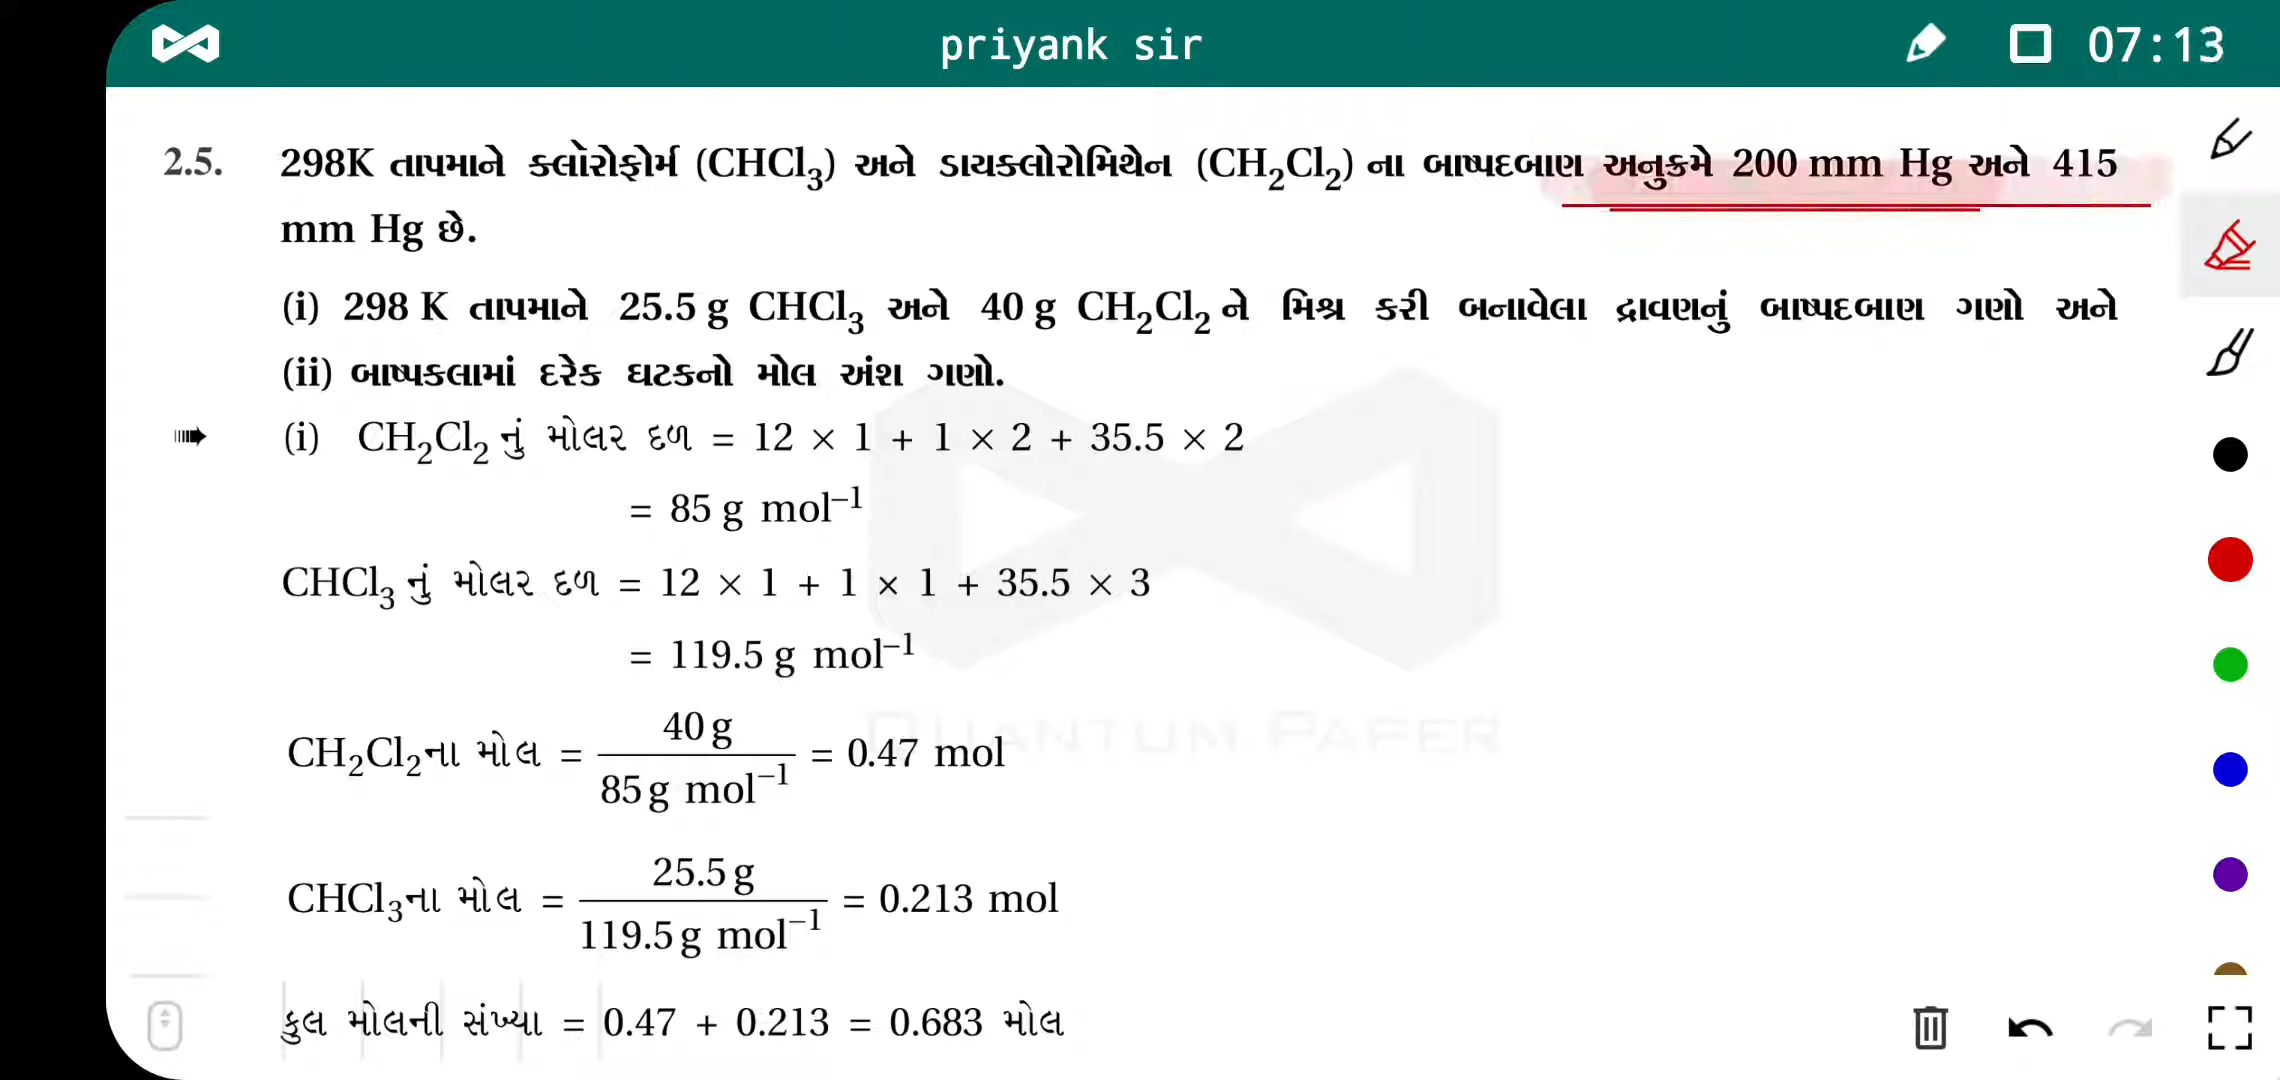 priyank sir
07:13
2.5. 298K તાપમાને ક્લોરોફોર્મ (CHCl₃) અને ડાયક્લોરોમિથેન (CH₂Cl₂) ના બાષ્પદબાણ અનુક્રમે 200 mm Hg અને 415
mm Hg છે.
(i) 298 K તાપમાને 25.5 g CHCl₃ અને 40 g CH₂Cl₂ ને મિશ્ર કરી બનાવેલા દ્રાવણનું બાષ્પદબાણ ગણો અને
(ii) બાષ્પકલામાં દરેક ઘટકનો મોલ અંશ ગણો.
➠ (i) CH₂Cl₂ નું મોલર દળ = 12 × 1 + 1 × 2 + 35.5 × 2
= 85 g mol⁻¹
CHCl₃ નું મોલર દળ = 12 × 1 + 1 × 1 + 35.5 × 3
= 119.5 g mol⁻¹
CH₂Cl₂ના મોલ = 40 g / 85 g mol⁻¹ = 0.47 mol
CHCl₃ના મોલ = 25.5 g / 119.5 g mol⁻¹ = 0.213 mol
કુલ મોલની સંખ્યા = 0.47 + 0.213 = 0.683 મોલ
QUANTUM PAPER